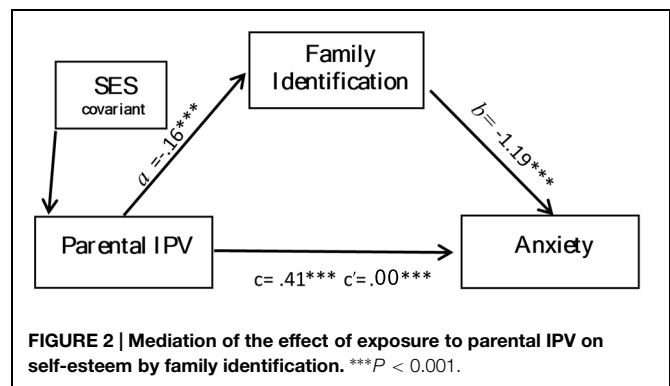 Family
Identification
SES
covariant
a =-.16***
b= -1.19***
Parental IPV
Anxiety
c= .41*** c′=.00***
FIGURE 2 | Mediation of the effect of exposure to parental IPV on
self-esteem by family identification. ***P < 0.001.